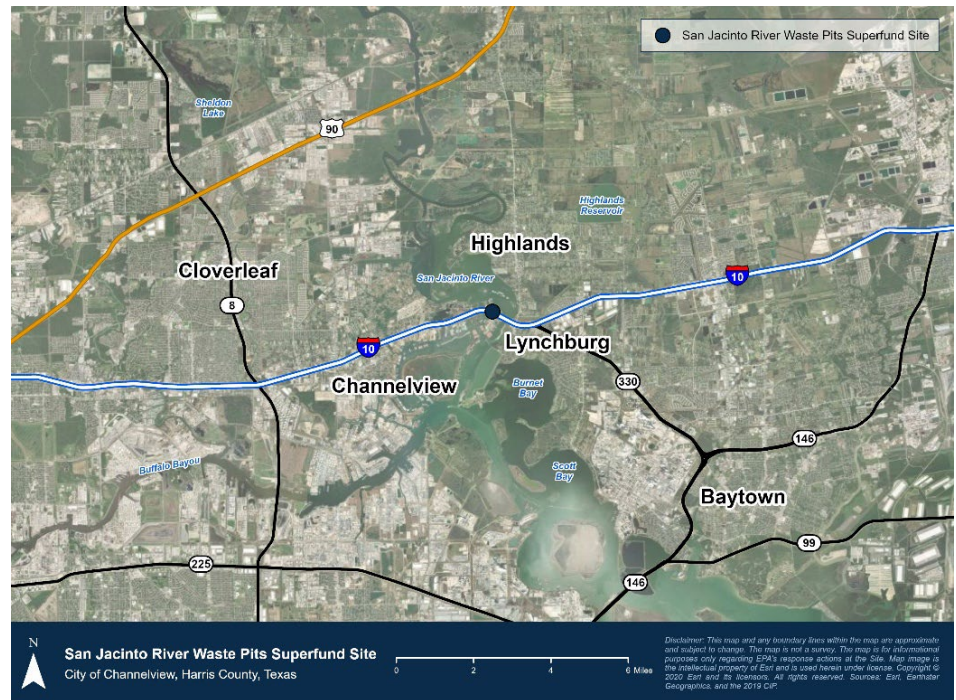 San Jacinto River Waste Pits Superfund Site
Sheldon
Lake
90
Highlands
Reservoir
Highlands
Cloverleaf
San Jacinto River
10
8
Lynchburg
10
Channelview
Burnet
Bay
330
146
Buffalo Bayou
Scott
Bay
Baytown
99
225
146
N
San Jacinto River Waste Pits Superfund Site
City of Channelview, Harris County, Texas
0 2 4 6 Miles
Disclaimer: This map and any boundary lines within the map are approximate
and subject to change. The map is not a survey. The map is for informational
purposes only regarding EPA's response actions at the Site. Map image is
the intellectual property of Esri and is used herein under license. Copyright ©
2020 Esri and its licensors. All rights reserved. Sources: Esri, Earthstar
Geographics, and the 2019 CIP.